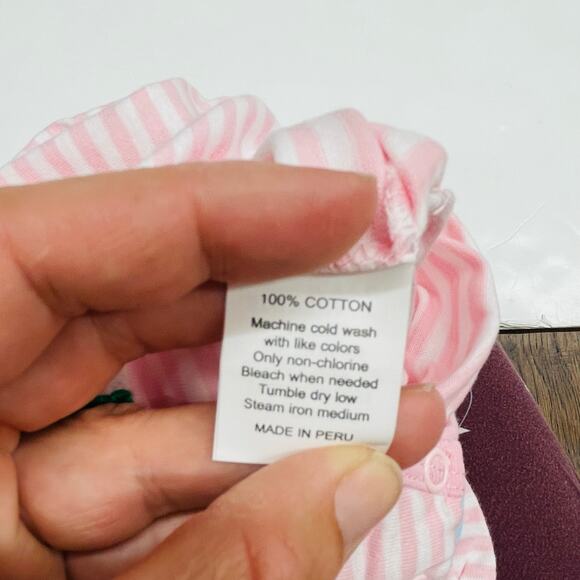 100% COTTON
Machine cold wash
with like colors
Only non-chlorine
Bleach when needed
Tumble dry low
Steam iron medium
MADE IN PERU